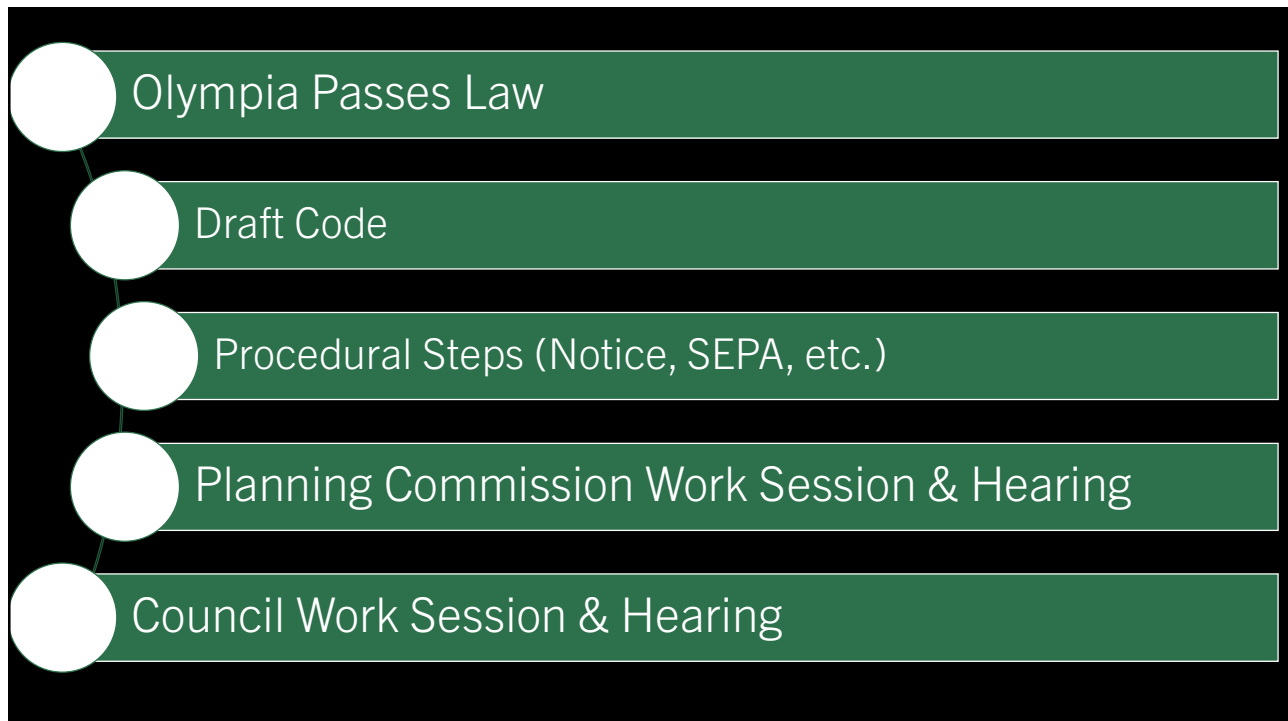 Olympia Passes Law
Draft Code
Procedural Steps (Notice, SEPA, etc.)
Planning Commission Work Session & Hearing
Council Work Session & Hearing